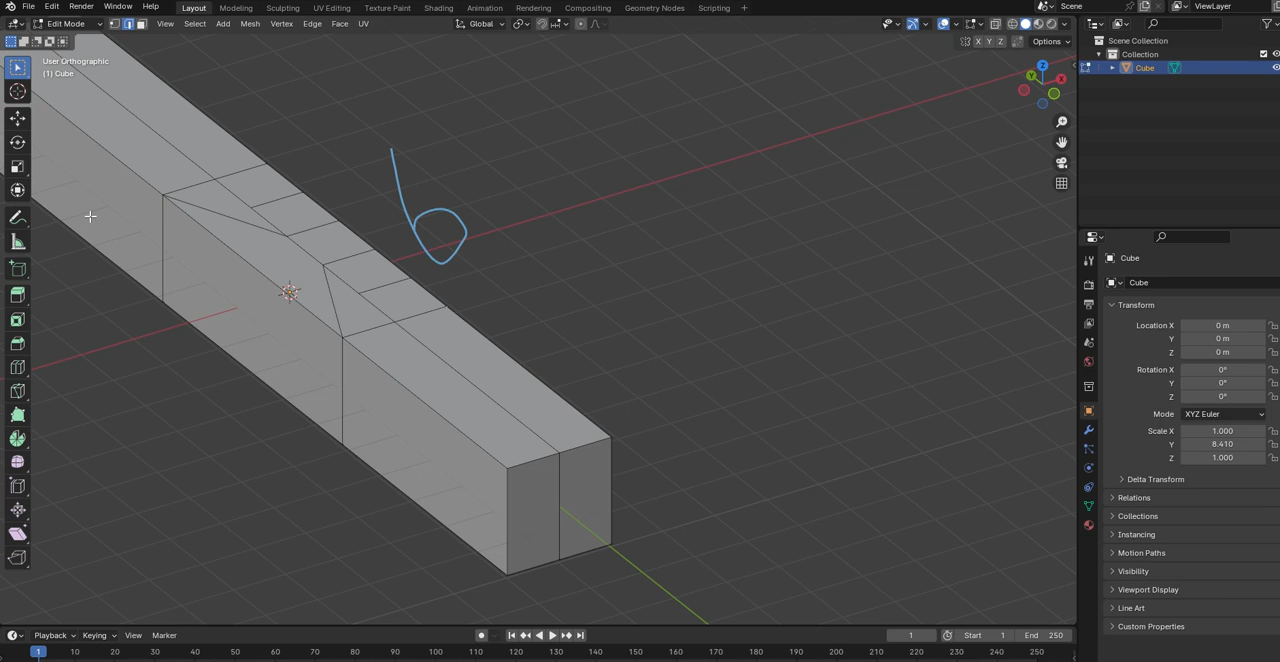 File Edit Render Window Help Layout Modeling Sculpting UV Editing Texture Paint Shading Animation Rendering Compositing Geometry Nodes Scripting Scene ViewLayer
Edit Mode View Select Add Mesh Vertex Edge Face UV Global
X Y Z Options
User Orthographic
(1) Cube
Z
Y
X
6
Scene Collection
Collection
Cube
Cube
Cube
Transform
Location X 0 m
Y 0 m
Z 0 m
Rotation X 0°
Y 0°
Z 0°
Mode XYZ Euler
Scale X 1.000
Y 8.410
Z 1.000
Delta Transform
Relations
Collections
Instancing
Motion Paths
Visibility
Viewport Display
Line Art
Custom Properties
Playback Keying View Marker 1 Start 1 End 250
1 10 20 30 40 50 60 70 80 90 100 110 120 130 140 150 160 170 180 190 200 210 220 230 240 250